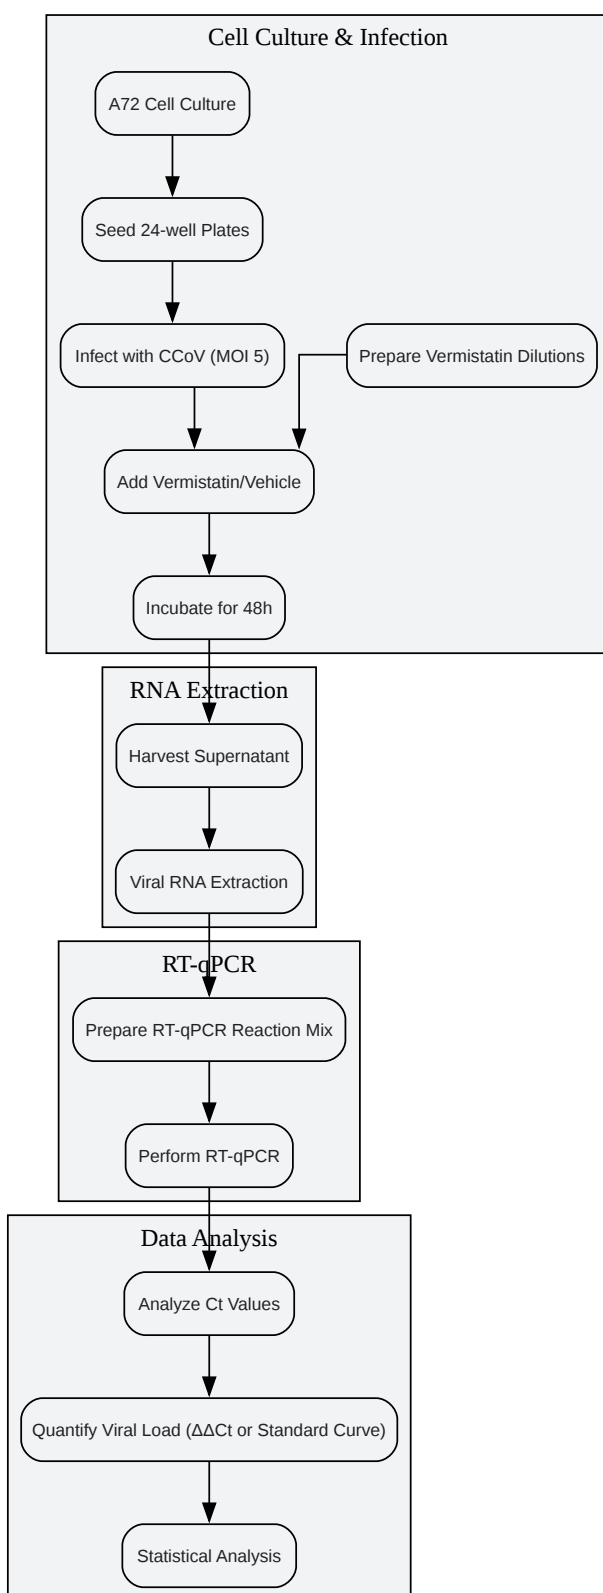 Cell Culture & Infection
A72 Cell Culture
Seed 24-well Plates
Infect with CCoV (MOI 5)
Prepare Vermistatin Dilutions
Add Vermistatin/Vehicle
Incubate for 48h
RNA Extraction
Harvest Supernatant
Viral RNA Extraction
RT-qPCR
Prepare RT-qPCR Reaction Mix
Perform RT-qPCR
Data Analysis
Analyze Ct Values
Quantify Viral Load (ΔΔCt or Standard Curve)
Statistical Analysis